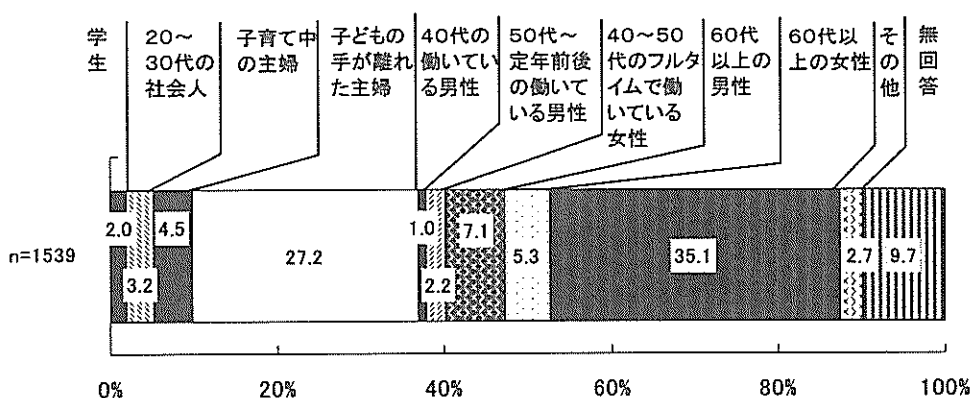 学
生
20～
30代の
社会人
子育て中
の主婦
子どもの
手が離れ
た主婦
40代の
働いてい
る男性
50代～
定年前後
の働いて
いる男性
40～50
代のフルタ
イムで働
いている
女性
60代
以上の
男性
60代以
上の女性
そ
の
他
無
回
答
n=1539
2.0
3.2
4.5
27.2
1.0
2.2
7.1
5.3
35.1
2.7
9.7
0%
20%
40%
60%
80%
100%